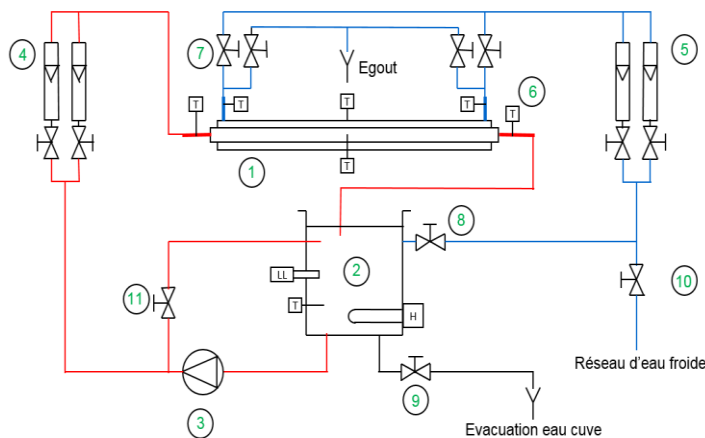 4
7
5
Egout
T
T
T
T
6
T
T
1
8
2
LL
11
T
H
10
Réseau d'eau froide
3
9
Evacuation eau cuve